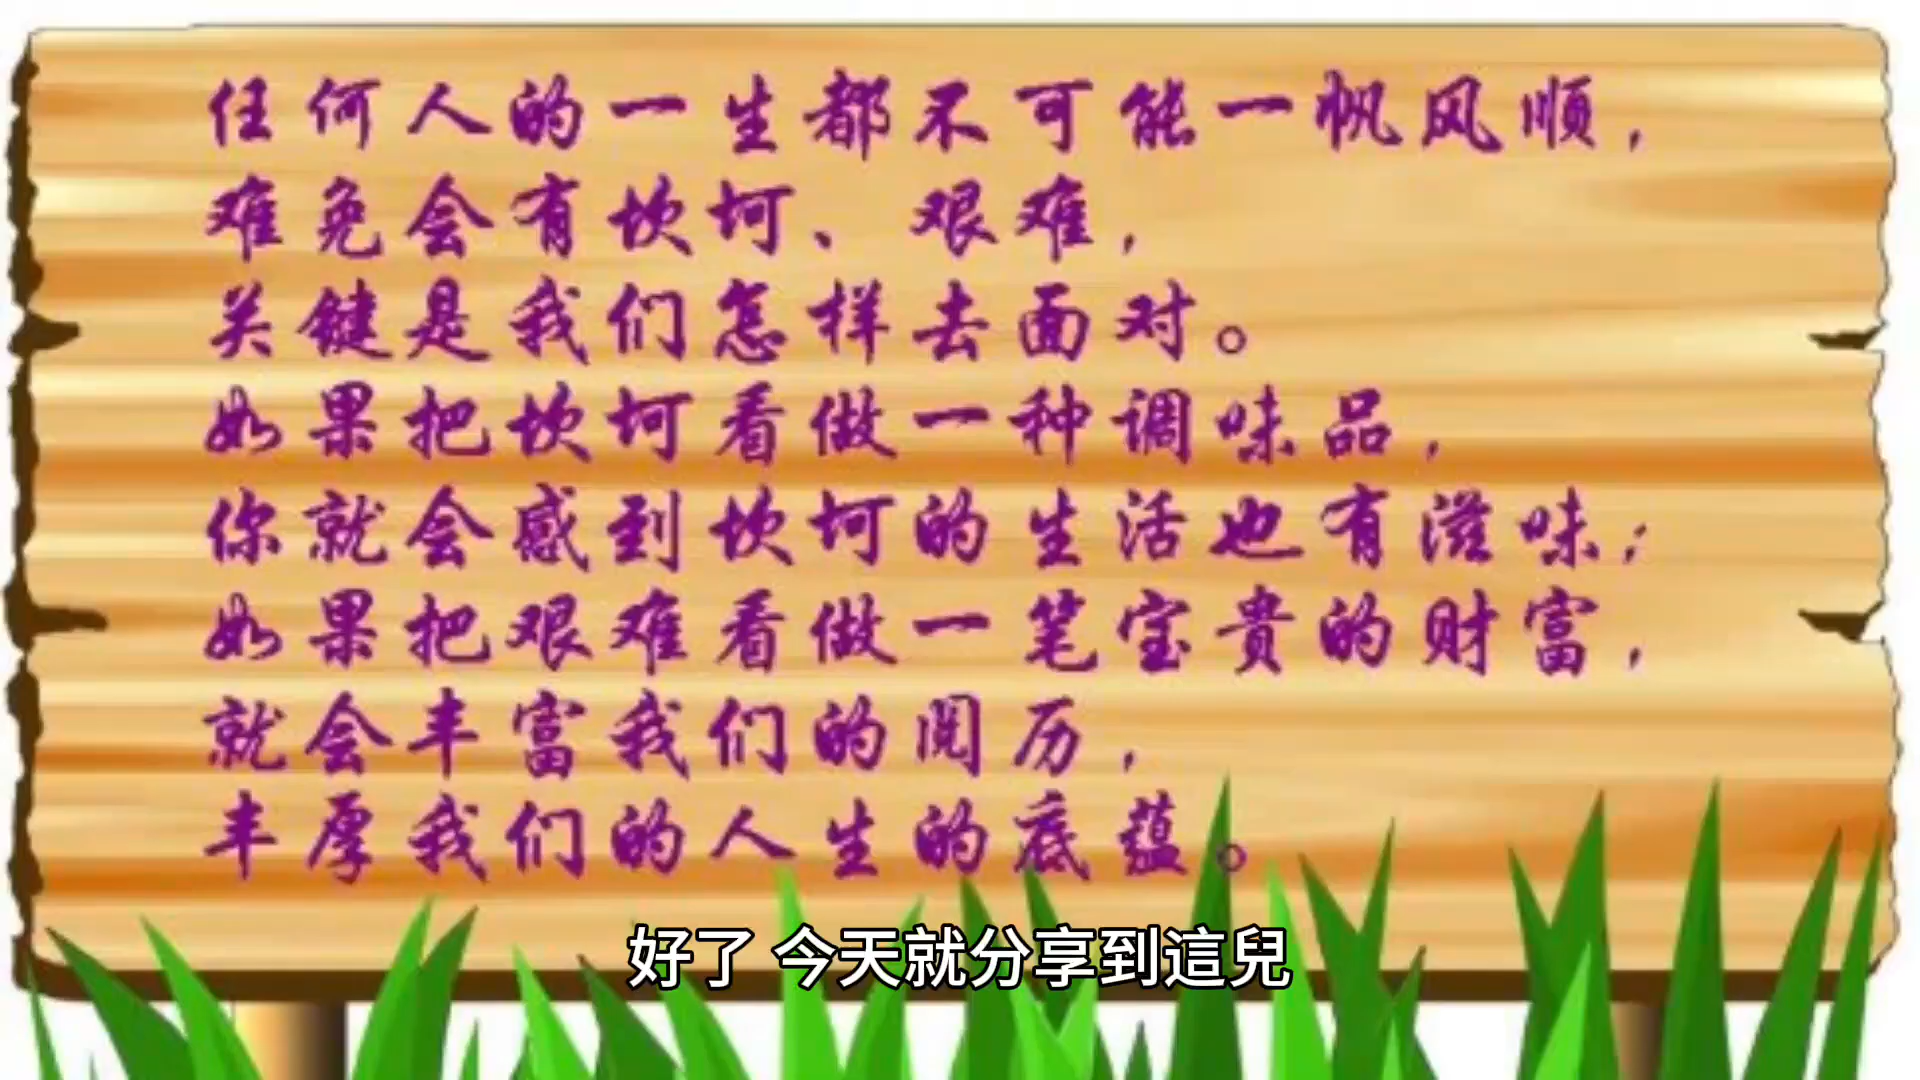 任何人的一生都不可能一帆风顺，
难免会有坎坷、艰难，
关键是我们怎样去面对。
如果把坎坷看做一种调味品，
你就会感到坎坷的生活也有滋味；
如果把艰难看做一笔宝贵的财富，
就会丰富我们的阅历，
丰厚我们的人生的底蕴。
好了 今天就分享到這兒